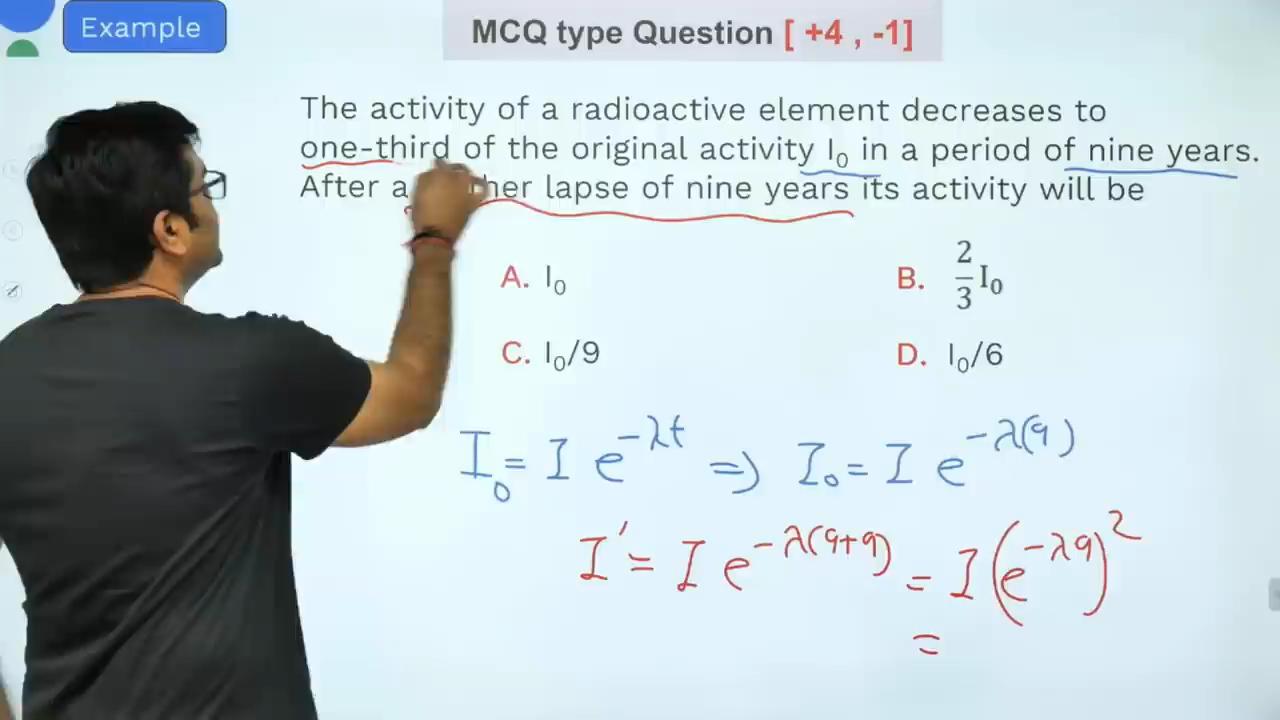 Example
MCQ type Question [ +4 , -1]
The activity of a radioactive element decreases to
one-third of the original activity I₀ in a period of nine years.
After a her lapse of nine years its activity will be
A. I₀
B. 2/3 I₀
C. I₀/9
D. I₀/6
I₀ = I e^(-λt) => I₀ = I e^(-λ(9))
I' = I e^(-λ(9+9)) = I (e^(-λ9))²
=